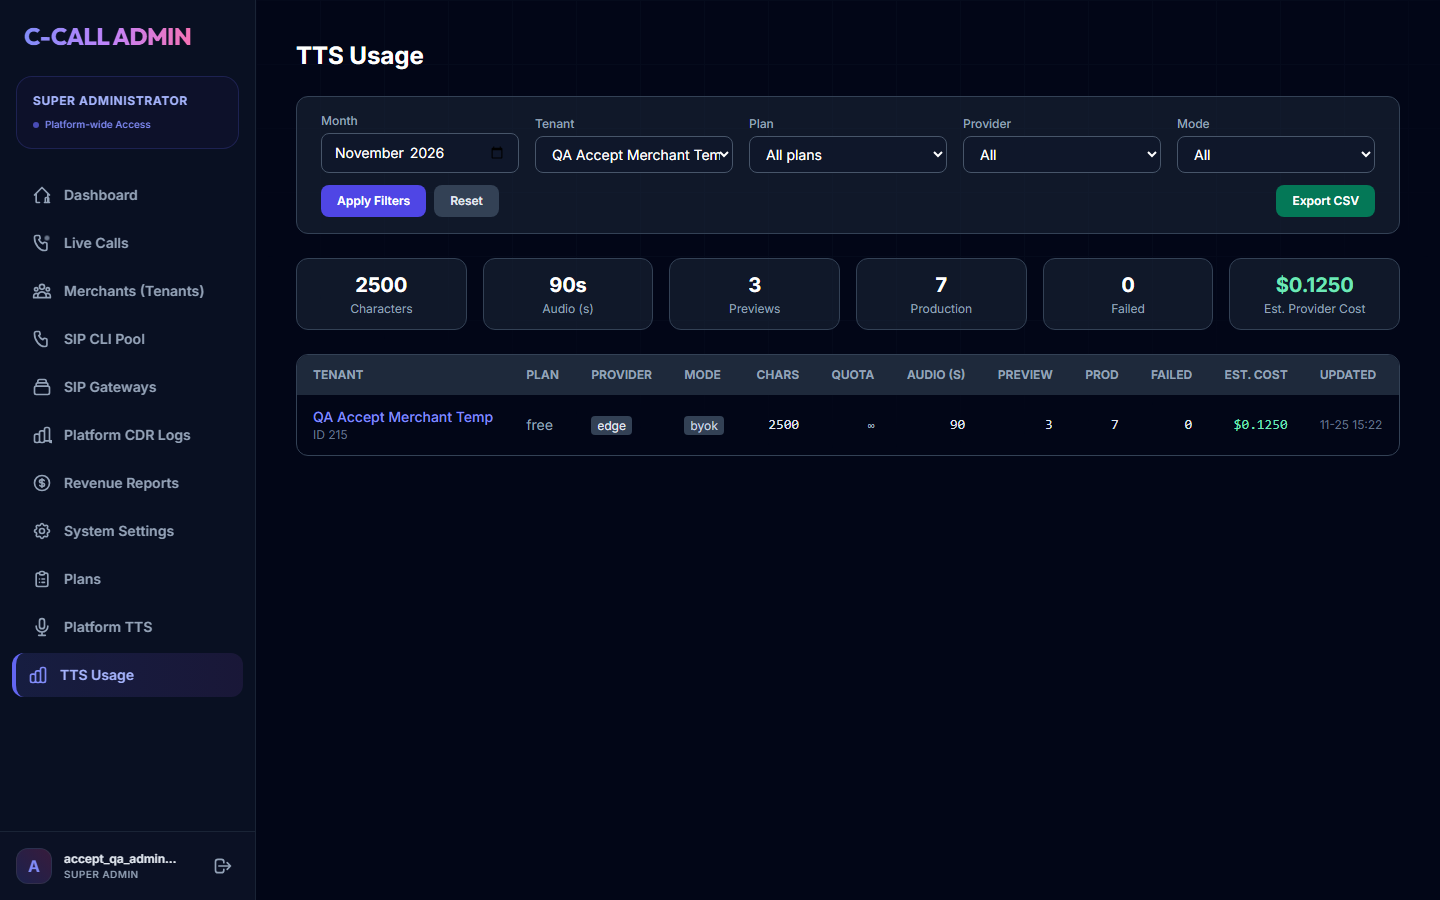 C-CALL ADMIN
SUPER ADMINISTRATOR
Platform-wide Access
Dashboard
Live Calls
Merchants (Tenants)
SIP CLI Pool
SIP Gateways
Platform CDR Logs
Revenue Reports
System Settings
Plans
Platform TTS
TTS Usage
A
accept_qa_admin...
SUPER ADMIN
TTS Usage
Month Tenant Plan Provider Mode
November 2026 QA Accept Merchant Tem All plans All All
Apply Filters Reset Export CSV
2500 90s 3 7 0 $0.1250
Characters Audio (s) Previews Production Failed Est. Provider Cost
TENANT PLAN PROVIDER MODE CHARS QUOTA AUDIO (S) PREVIEW PROD FAILED EST. COST UPDATED
QA Accept Merchant Temp free edge byok 2500 ∞ 90 3 7 0 $0.1250 11-25 15:22
ID 215